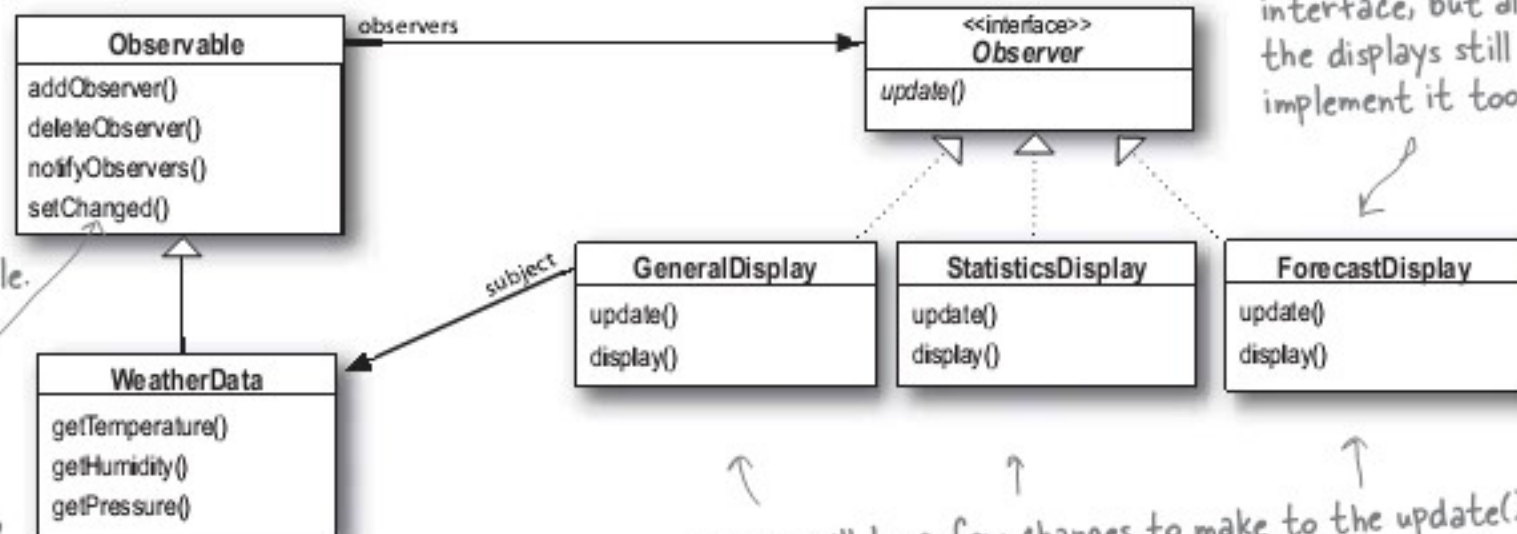 observers
Observable
addObserver()
deleteObserver()
notifyObservers()
setChanged()
<<interface>>
Observer
update()
interface, but
the displays still
implement it too
le.
subject
GeneralDisplay
update()
display()
StatisticsDisplay
update()
display()
ForecastDisplay
update()
display()
WeatherData
getTemperature()
getHumidity()
getPressure()
few changes to make to the update()